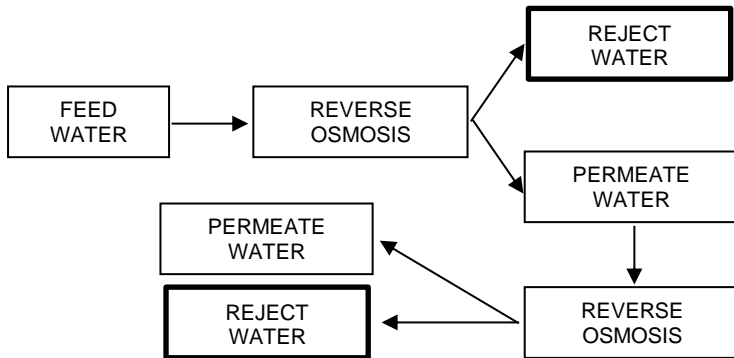 REJECT
WATER
FEED
WATER
REVERSE
OSMOSIS
PERMEATE
WATER
PERMEATE
WATER
REJECT
WATER
REVERSE
OSMOSIS